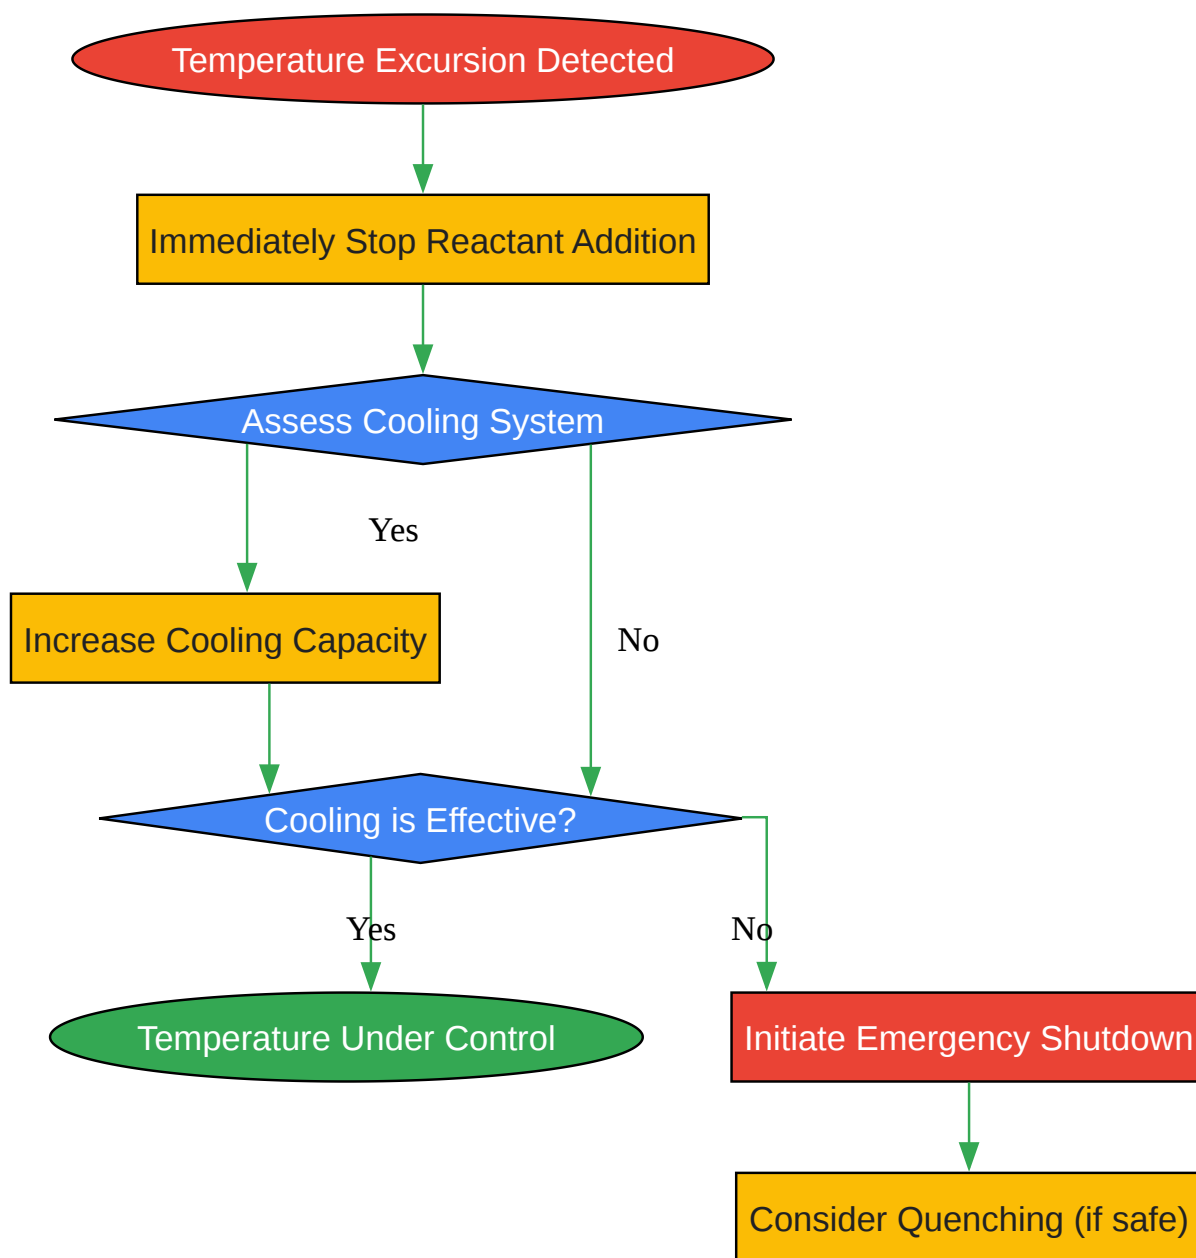 Temperature Excursion Detected
Immediately Stop Reactant Addition
Assess Cooling System
Yes
Increase Cooling Capacity
No
Cooling is Effective?
Yes
No
Temperature Under Control
Initiate Emergency Shutdown
Consider Quenching (if safe)